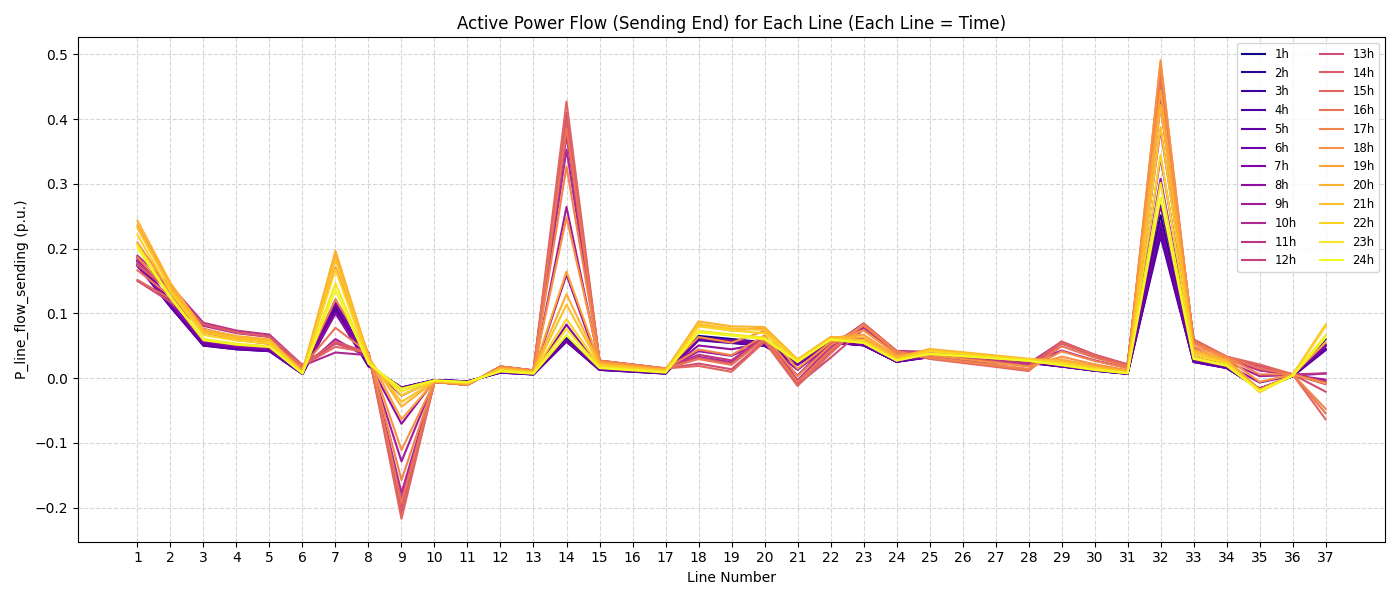 Active Power Flow (Sending End) for Each Line (Each Line = Time)
P_line_flow_sending (p.u.)
0.5
0.4
0.3
0.2
0.1
0.0
−0.1
−0.2
1h
2h
3h
4h
5h
6h
7h
8h
9h
10h
11h
12h
13h
14h
15h
16h
17h
18h
19h
20h
21h
22h
23h
24h
1 2 3 4 5 6 7 8 9 10 11 12 13 14 15 16 17 18 19 20 21 22 23 24 25 26 27 28 29 30 31 32 33 34 35 36 37
Line Number